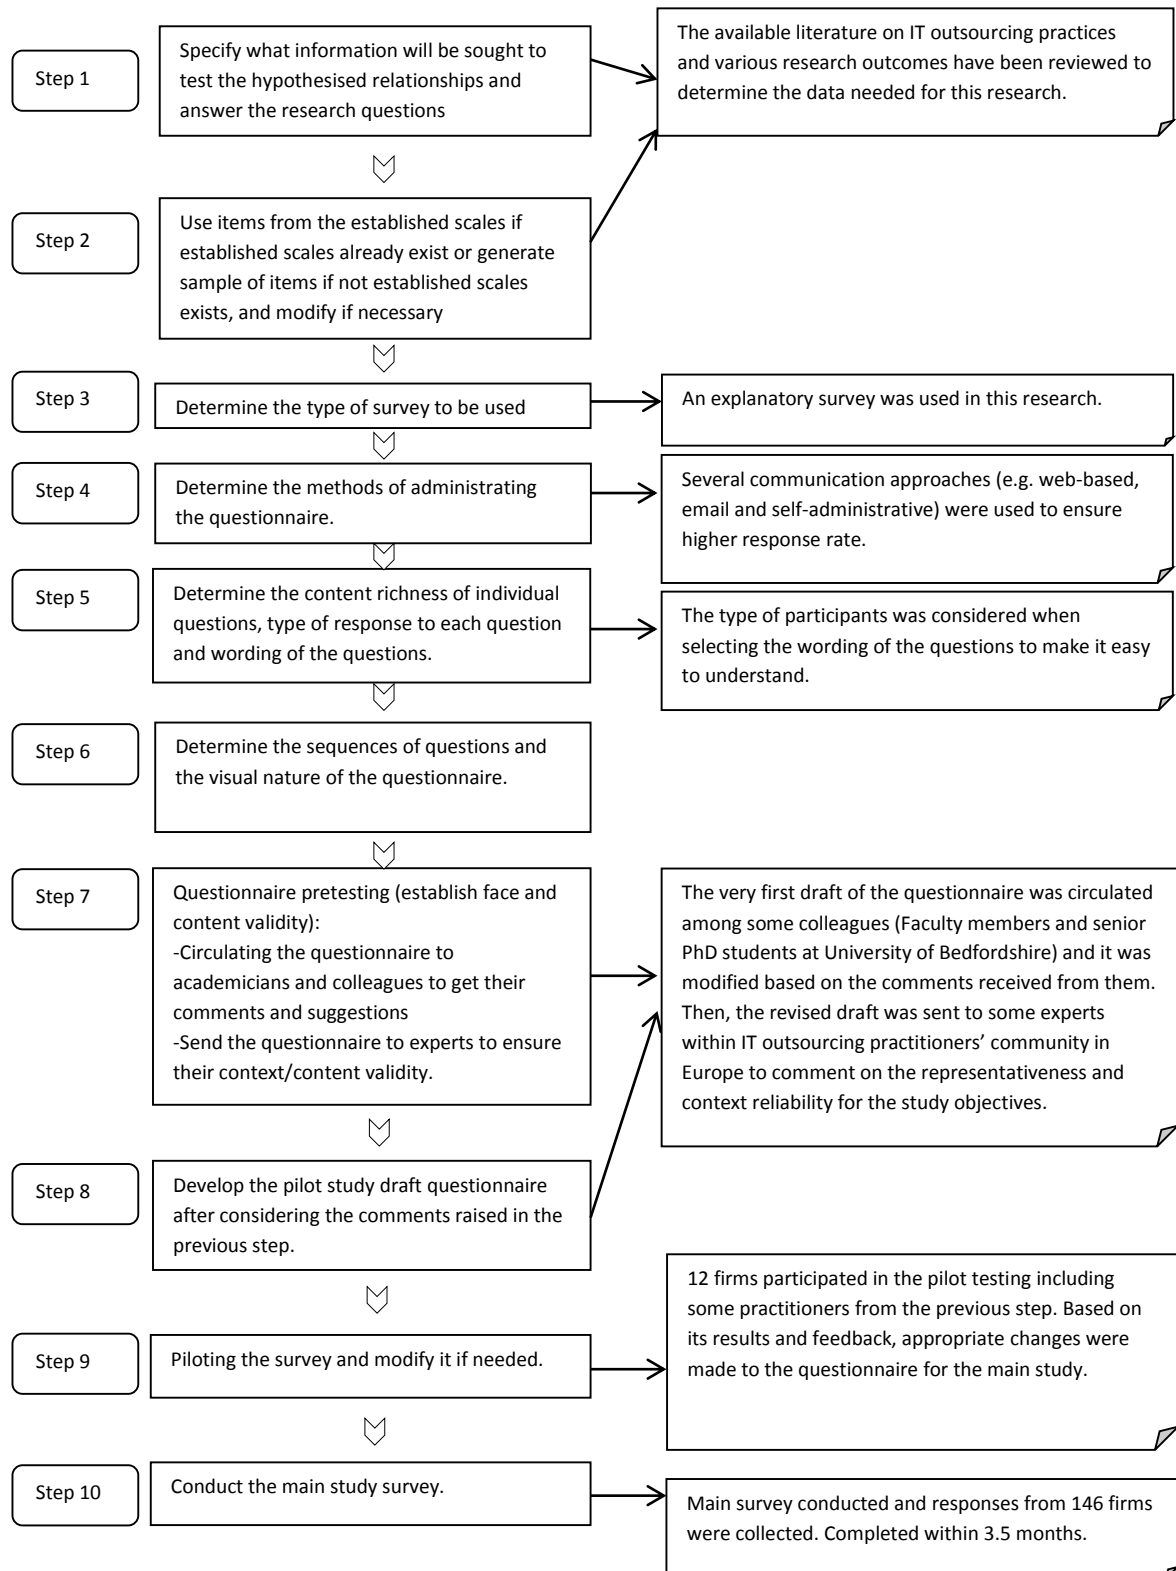 Step 1
Specify what information will be sought to
test the hypothesised relationships and
answer the research questions
The available literature on IT outsourcing practices
and various research outcomes have been reviewed to
determine the data needed for this research.
Step 2
Use items from the established scales if
established scales already exist or generate
sample of items if not established scales
exists, and modify if necessary
Step 3
Determine the type of survey to be used
An explanatory survey was used in this research.
Step 4
Determine the methods of administrating
the questionnaire.
Several communication approaches (e.g. web-based,
email and self-administrative) were used to ensure
higher response rate.
Step 5
Determine the content richness of individual
questions, type of response to each question
and wording of the questions.
The type of participants was considered when
selecting the wording of the questions to make it easy
to understand.
Step 6
Determine the sequences of questions and
the visual nature of the questionnaire.
Step 7
Questionnaire pretesting (establish face and
content validity):
-Circulating the questionnaire to
academicians and colleagues to get their
comments and suggestions
-Send the questionnaire to experts to ensure
their context/content validity.
The very first draft of the questionnaire was circulated
among some colleagues (Faculty members and senior
PhD students at University of Bedfordshire) and it was
modified based on the comments received from them.
Then, the revised draft was sent to some experts
within IT outsourcing practitioners’ community in
Europe to comment on the representativeness and
context reliability for the study objectives.
Step 8
Develop the pilot study draft questionnaire
after considering the comments raised in the
previous step.
Step 9
Piloting the survey and modify it if needed.
12 firms participated in the pilot testing including
some practitioners from the previous step. Based on
its results and feedback, appropriate changes were
made to the questionnaire for the main study.
Step 10
Conduct the main study survey.
Main survey conducted and responses from 146 firms
were collected. Completed within 3.5 months.